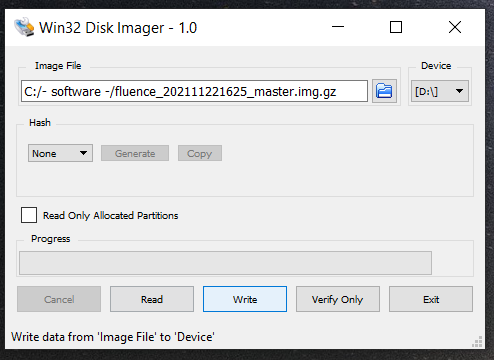 Win32 Disk Imager - 1.0
Image File
Device
C:/- software -/fluence_202111221625_master.img.gz
[D:\]
Hash
None
Generate
Copy
Read Only Allocated Partitions
Progress
Cancel
Read
Write
Verify Only
Exit
Write data from 'Image File' to 'Device'